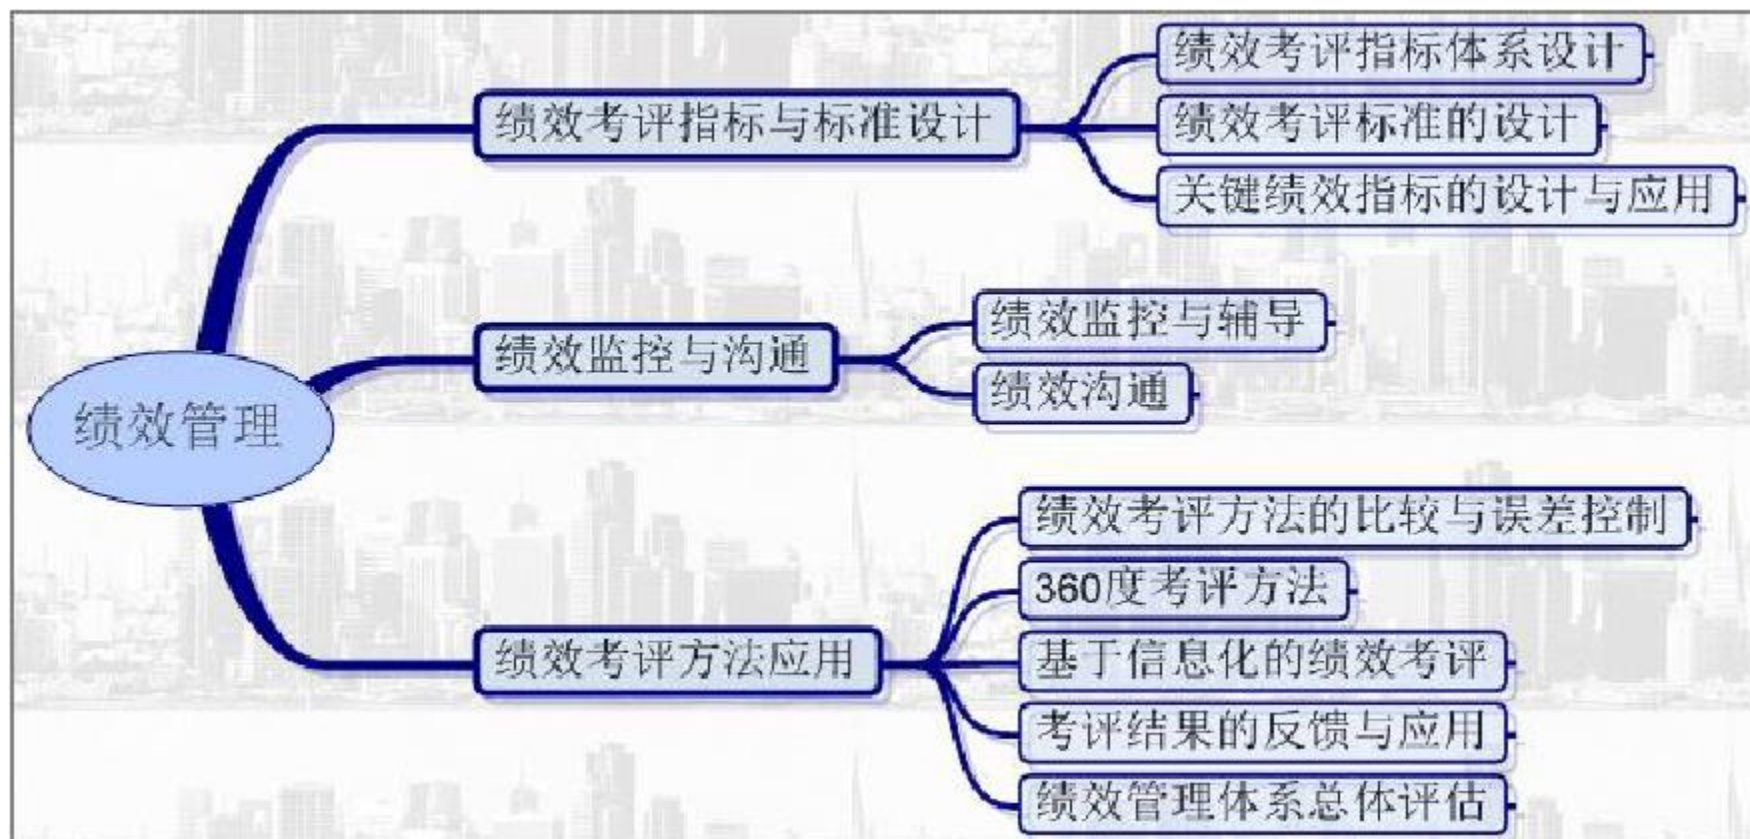 绩效管理
绩效考评指标与标准设计
绩效考评指标体系设计
绩效考评标准的设计
关键绩效指标的设计与应用
绩效监控与沟通
绩效监控与辅导
绩效沟通
绩效考评方法应用
绩效考评方法的比较与误差控制
360度考评方法
基于信息化的绩效考评
考评结果的反馈与应用
绩效管理体系总体评估